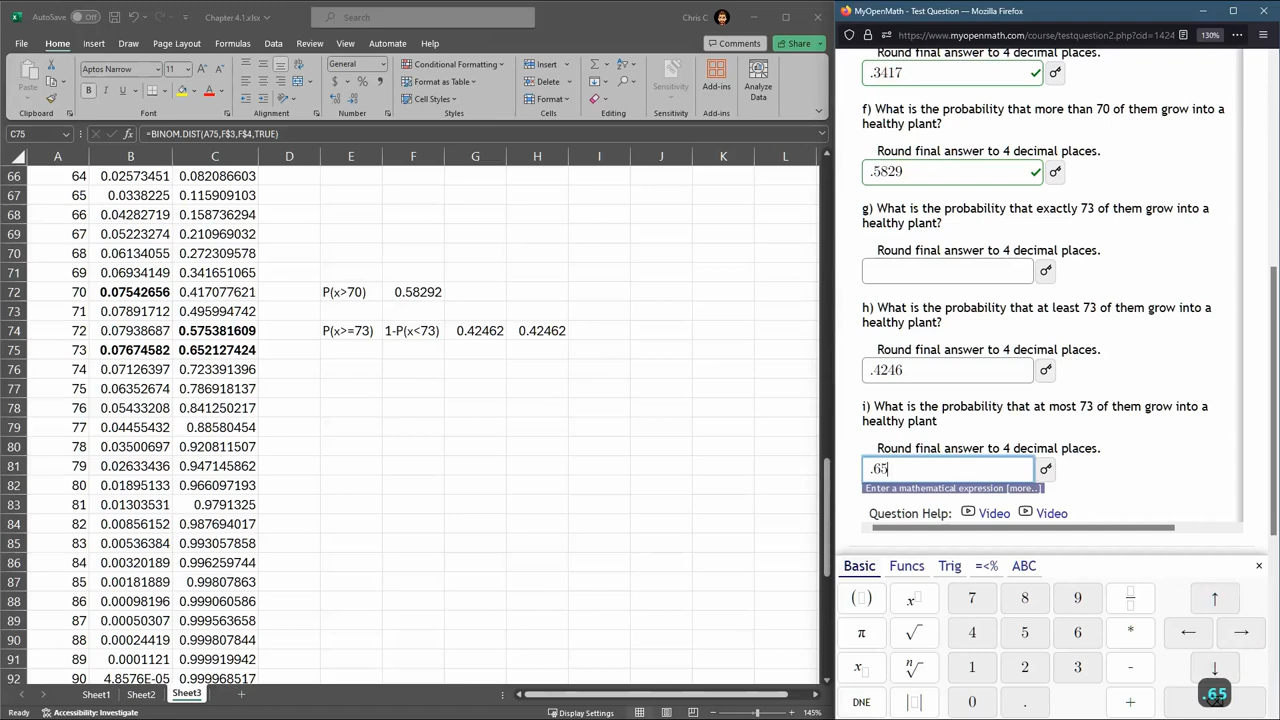 AutoSave Off
Chapter 4.1.xlsx
Search
Chris C
File Home Insert Draw Page Layout Formulas Data Review View Automate Help
Comments Share
Paste
Clipboard
Aptos Narrow 11
B I U
Font
Alignment
General
$ % ,
Number
Conditional Formatting
Format as Table
Cell Styles
Styles
Insert
Delete
Format
Cells
Editing
Sensitivity
Sensitivity
Add-ins
Add-ins
Analyze
Data
C75 fx =BINOM.DIST(A75,F$3,F$4,TRUE)
A B C D E F G H I J K L
66 64 0.02573451 0.082086603
67 65 0.0338225 0.115909103
68 66 0.04282719 0.158736294
69 67 0.05223274 0.210969032
70 68 0.06134055 0.272309578
71 69 0.06934149 0.341651065
72 70 0.07542656 0.417077621 P(x>70) 0.58292
73 71 0.07891712 0.495994742
74 72 0.07938687 0.575381609 P(x>=73) 1-P(x<73) 0.42462 0.42462
75 73 0.07674582 0.652127424
76 74 0.07126397 0.723391396
77 75 0.06352674 0.786918137
78 76 0.05433208 0.841250217
79 77 0.04455432 0.88580454
80 78 0.03500697 0.920811507
81 79 0.02633436 0.947145862
82 80 0.01895133 0.966097193
83 81 0.01303531 0.9791325
84 82 0.00856152 0.987694017
85 83 0.00536384 0.993057858
86 84 0.00320189 0.996259744
87 85 0.00181889 0.99807863
88 86 0.00098196 0.999060586
89 87 0.00050307 0.999563658
90 88 0.00024419 0.999807844
91 89 0.0001121 0.999919942
92 90 4.8576E-05 0.999968517
Sheet1 Sheet2 Sheet3 +
Ready Accessibility: Investigate Display Settings 145%
MyOpenMath - Test Question — Mozilla Firefox
https://www.myopenmath.com/course/testquestion2.php?cid=1424 130%
Round final answer to 4 decimal places.
.3417
f) What is the probability that more than 70 of them grow into a
healthy plant?
Round final answer to 4 decimal places.
.5829
g) What is the probability that exactly 73 of them grow into a
healthy plant?
Round final answer to 4 decimal places.
h) What is the probability that at least 73 of them grow into a
healthy plant?
Round final answer to 4 decimal places.
.4246
i) What is the probability that at most 73 of them grow into a
healthy plant
Round final answer to 4 decimal places.
.65
Enter a mathematical expression [more..]
Question Help: Video Video
Basic Funcs Trig =<% ABC ×
7 8 9 ↑
π √ 4 5 6 * ← →
x n√ 1 2 3 - ↓
DNE 0 . +
.65